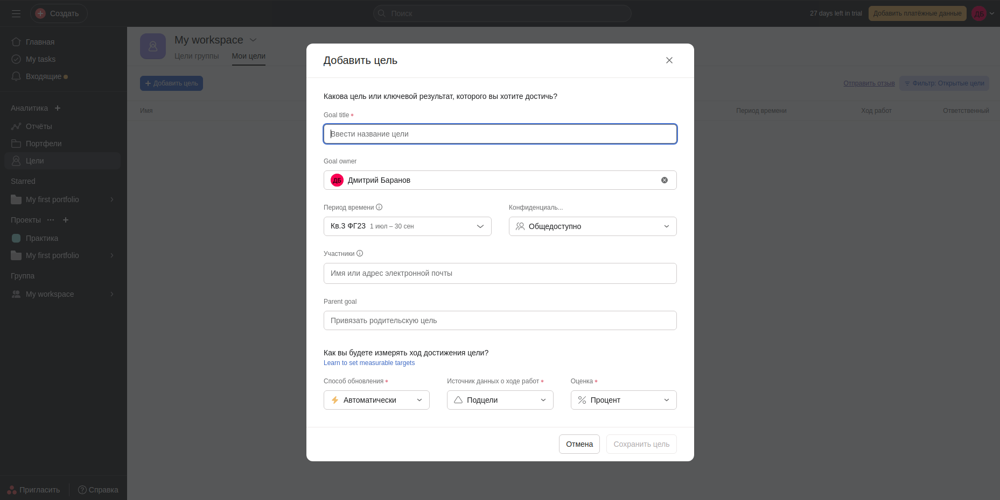 Создать
Поиск
27 days left in trial
Добавить платёжные данные
ДБ
Главная
My tasks
Входящие
Аналитика
Отчёты
Портфели
Цели
Starred
My first portfolio
Проекты
Практика
My first portfolio
Группа
My workspace
Пригласить
Справка
My workspace
Цели группы
Мои цели
Добавить цель
Отправить отзыв
Фильтр: Открытые цели
Имя
Период времени
Ход работ
Ответственный
Добавить цель
Какова цель или ключевой результат, которого вы хотите достичь?
Goal title *
Ввести название цели
Goal owner
ДБ Дмитрий Баранов
Период времени
Конфиденциаль...
Кв.3 ФГ23 1 июл – 30 сен
Общедоступно
Участники
Имя или адрес электронной почты
Parent goal
Привязать родительскую цель
Как вы будете измерять ход достижения цели?
Learn to set measurable targets
Способ обновления *
Источник данных о ходе работ *
Оценка *
Автоматически
Подцели
Процент
Отмена
Сохранить цель